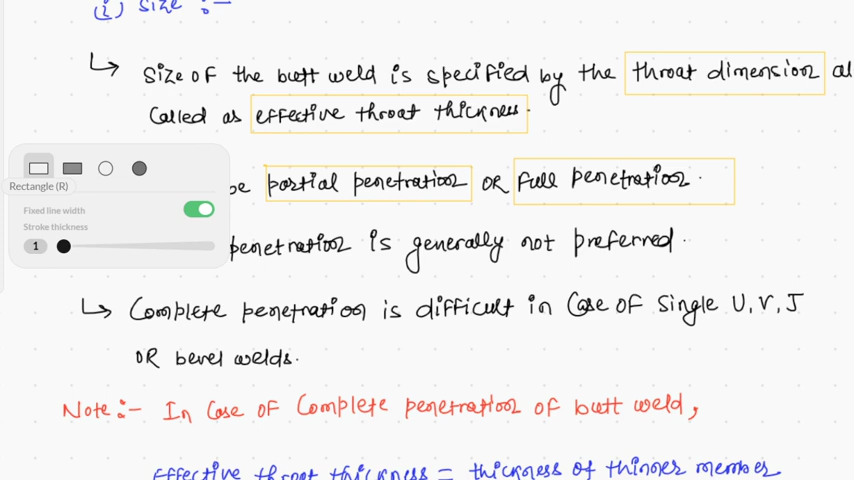 (i) Size :-
↳ Size of the butt weld is specified by the throat dimension al
Called as effective throat thickness.
Rectangle (R)
be partial penetration OR Full penetration.
Fixed line width
Stroke thickness
1
penetration is generally not preferred.
↳ Complete penetration is difficult in Case of Single U, V, J
OR bevel welds.
Note :- In Case of Complete penetration of butt weld,
Effective throat thickness = thickness of thinner member